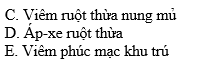 C. Viêm ruột thừa nung mủ
D. Áp-xe ruột thừa
E. Viêm phúc mạc khu trú